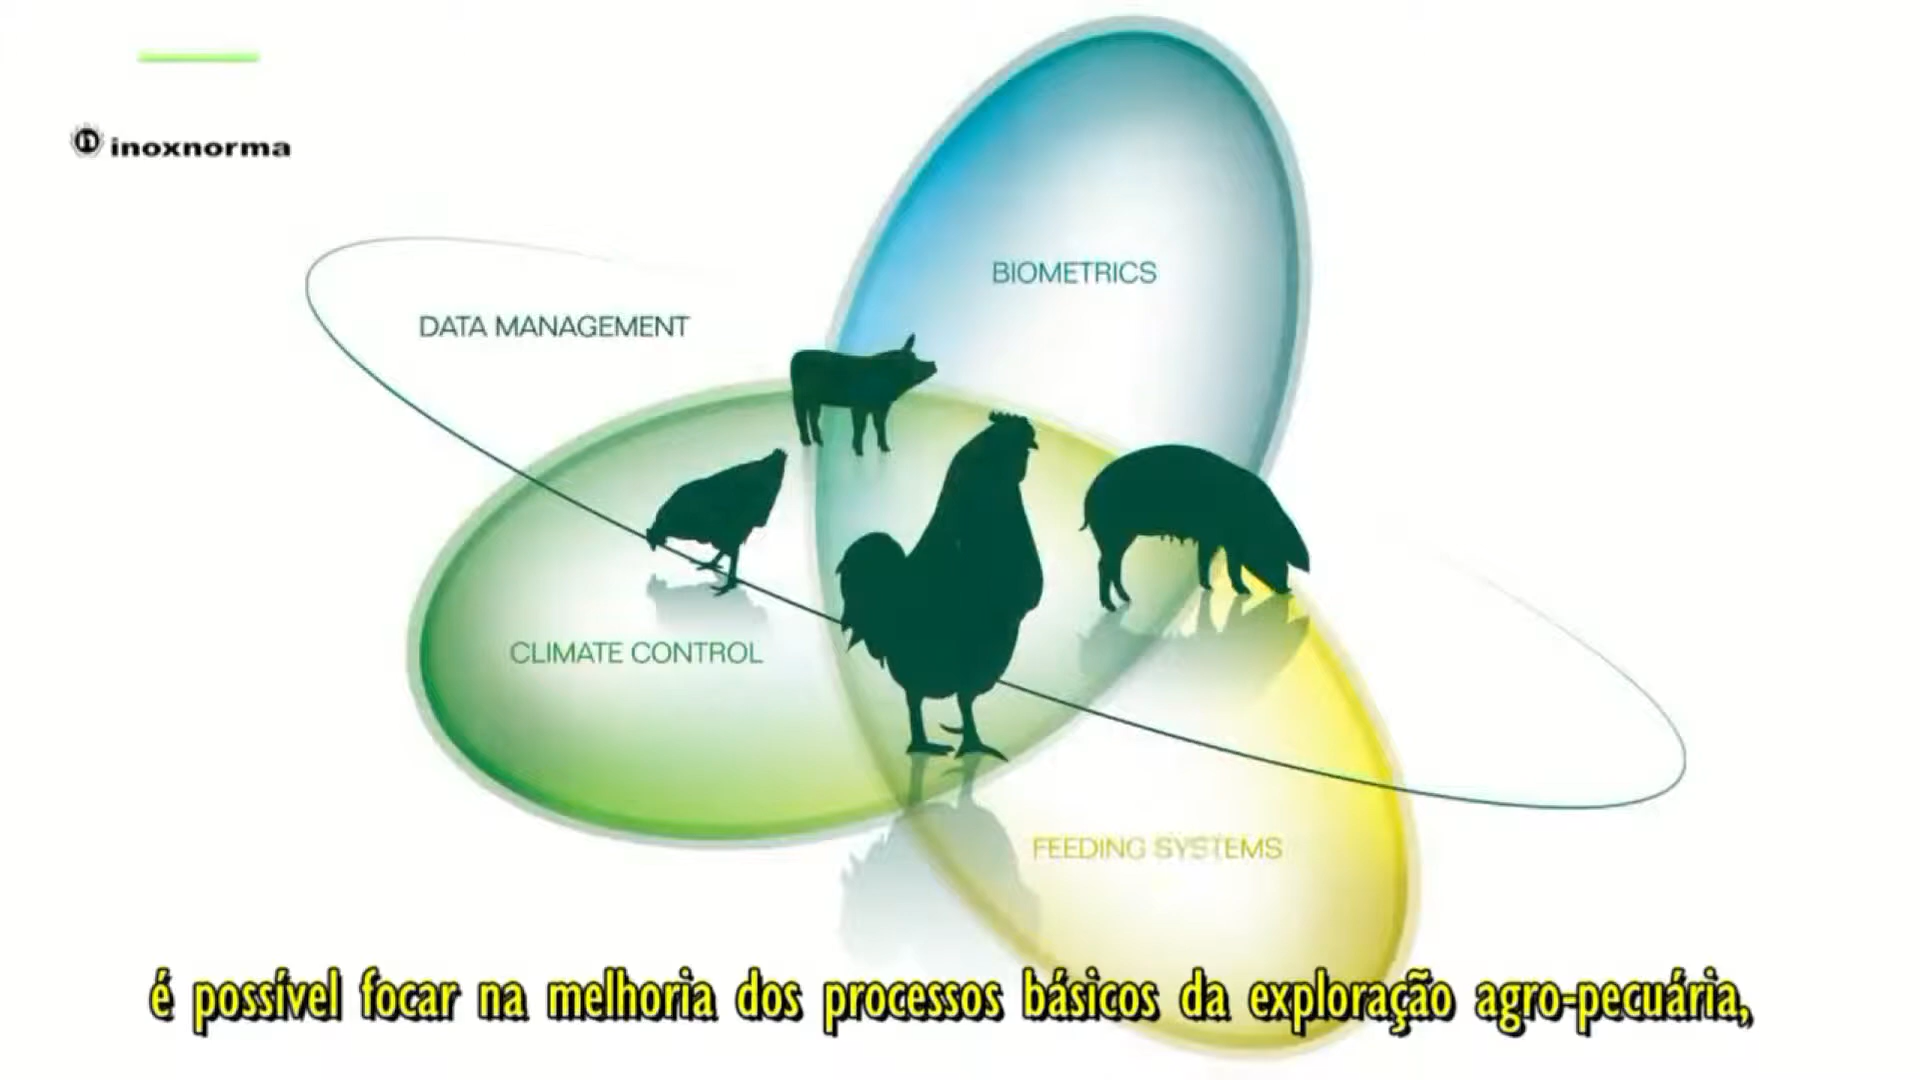 inoxnorma
BIOMETRICS
DATA MANAGEMENT
CLIMATE CONTROL
FEEDING SYSTEMS
é possível focar na melhoria dos processos básicos da exploração agro-pecuária,